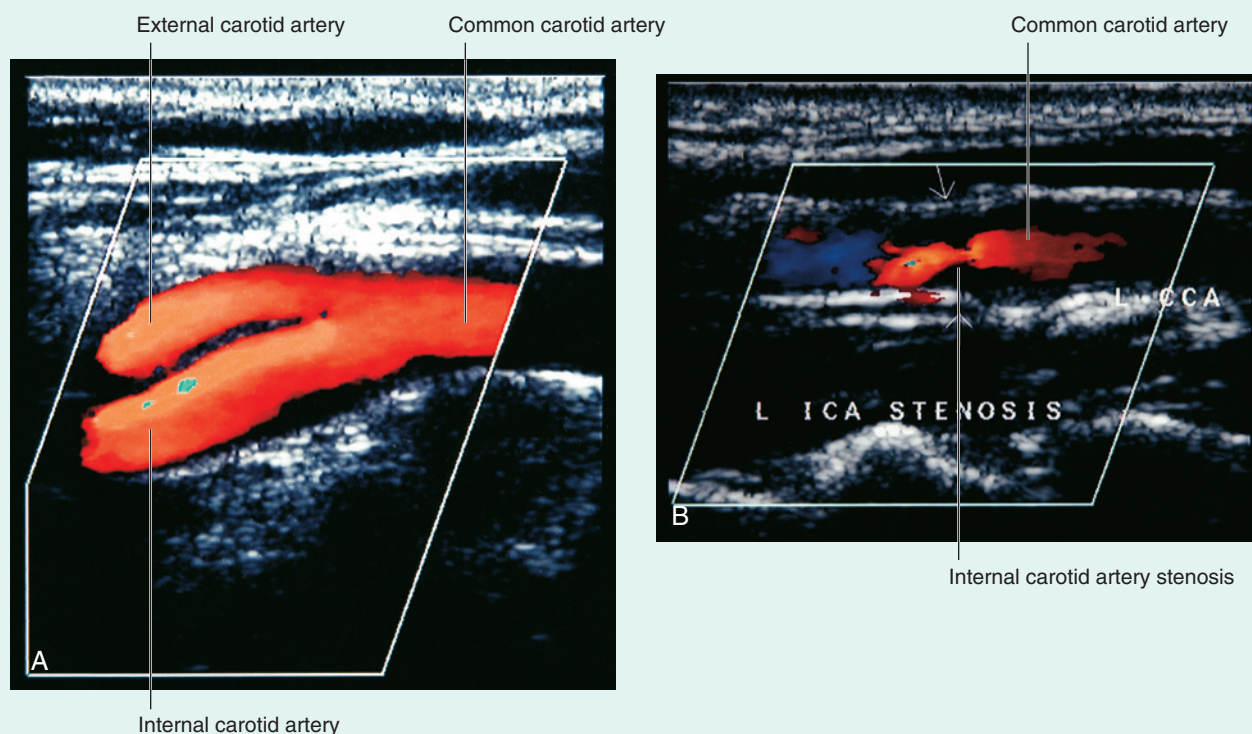 External carotid artery
Common carotid artery
Common carotid artery
L CCA
L ICA STENOSIS
B
Internal carotid artery stenosis
A
Internal carotid artery